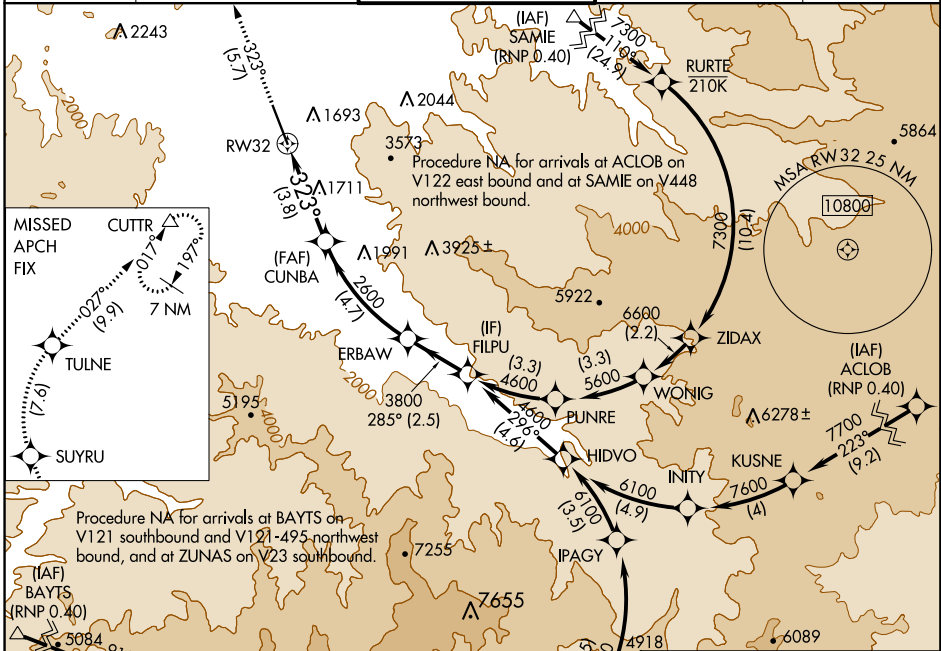 2243
2000
323°
(5.7)
(IAF)
SAMIE
(RNP 0.40)
7300
110°
(24.9)
RURTE
210K
1693
2044
RW32
3573
5864
Procedure NA for arrivals at ACLOB on
V122 east bound and at SAMIE on V448
northwest bound.
MSA RW32 25 NM
10800
323°
(3.8)
1711
4000
7300
(10.4)
MISSED
APCH
FIX
CUTTR
017°
197°
7 NM
027°
(9.9)
TULNE
(7.6)
SUYRU
(FAF)
CUNBA
1991
3925±
2600
(4.7)
5922
6600
(2.2)
ZIDAX
ERBAW
(IF)
FILPU
(3.3)
4600
(3.3)
5600
WONIG
PUNRE
(IAF)
ACLOB
(RNP 0.40)
2000
3800
285° (2.5)
4600
296°
(4.6)
6278±
7700
223°
(9.2)
5195
4000
HIDVO
INITY
KUSNE
6100
(4.9)
7600
(4)
6100
(3.5)
IPAGY
Procedure NA for arrivals at BAYTS on
V121 southbound and V121-495 northwest
bound, and at ZUNAS on V23 southbound.
7255
(IAF)
BAYTS
(RNP 0.40)
5084
7655
4918
6089